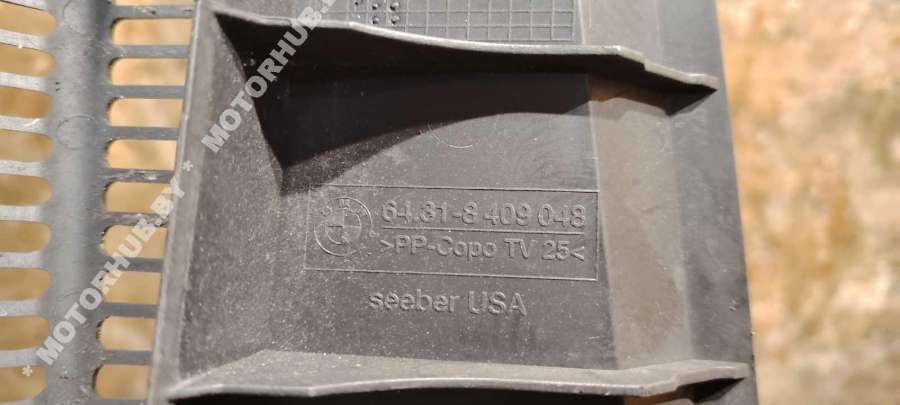 64.31-8 409 048
>PP-Copo TV 25<
seeber USA
MOTORHUB.BY * MOTORHUB.BY * MOTORHUB.BY